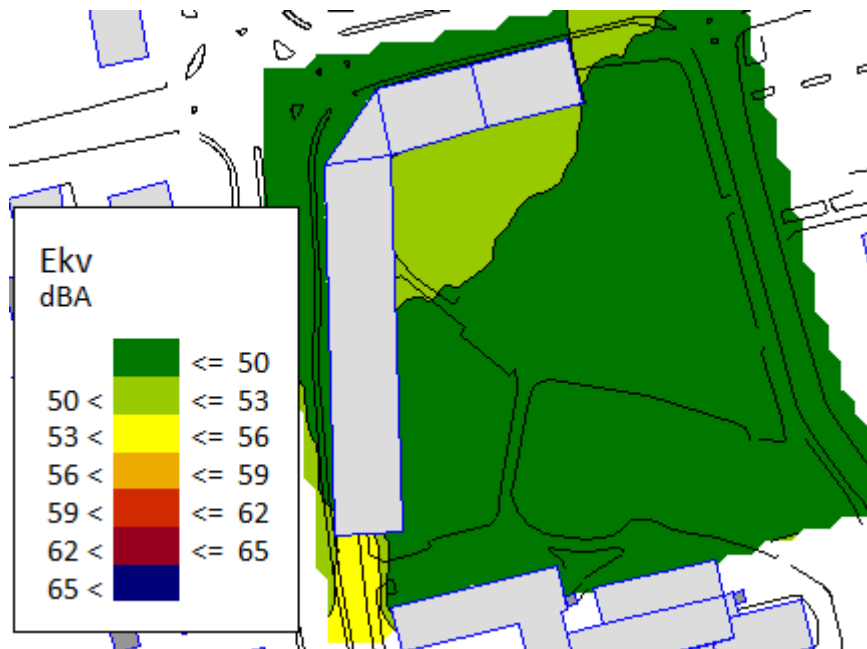 Ekv
dBA
<= 50
50 < <= 53
53 < <= 56
56 < <= 59
59 < <= 62
62 < <= 65
65 <